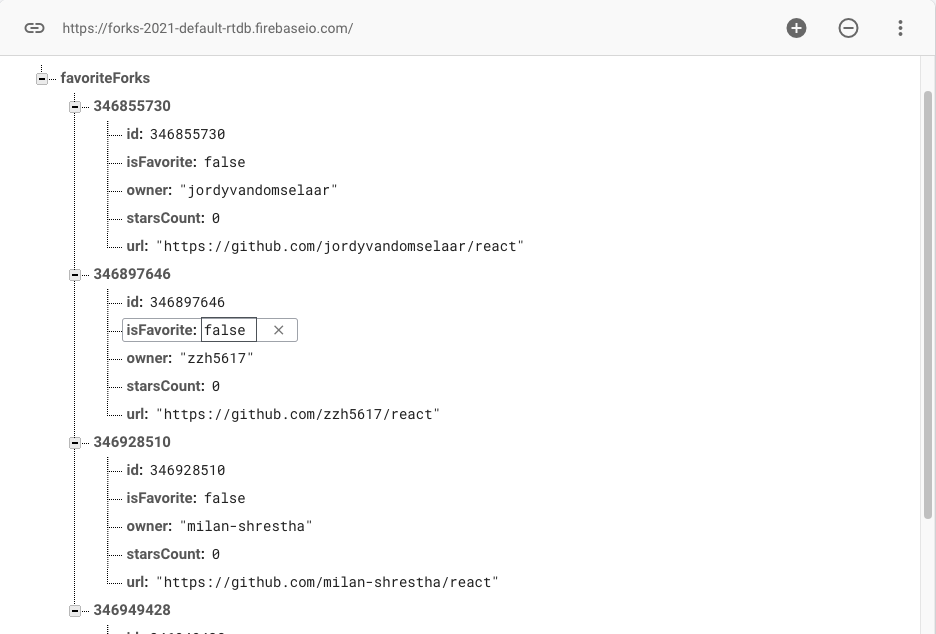 https://forks-2021-default-rtdb.firebaseio.com/
favoriteForks
346855730
id: 346855730
isFavorite: false
owner: "jordyvandomselaar"
starsCount: 0
url: "https://github.com/jordyvandomselaar/react"
346897646
id: 346897646
isFavorite: false
owner: "zzh5617"
starsCount: 0
url: "https://github.com/zzh5617/react"
346928510
id: 346928510
isFavorite: false
owner: "milan-shrestha"
starsCount: 0
url: "https://github.com/milan-shrestha/react"
346949428